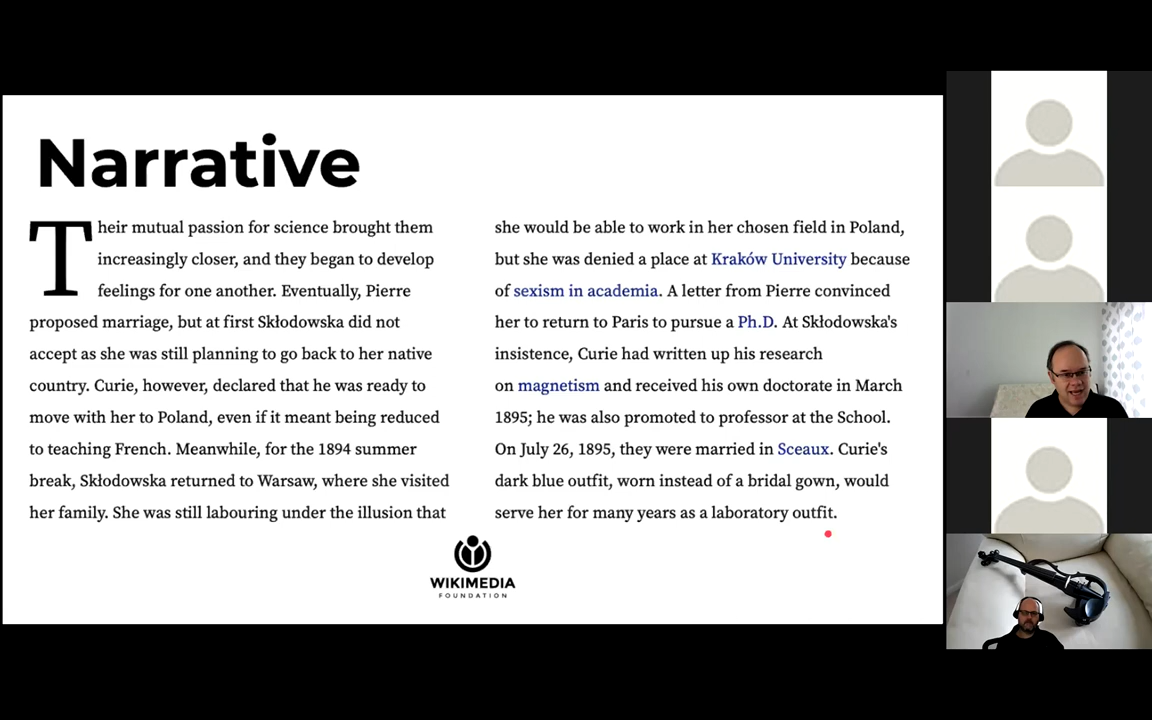 Narrative
Their mutual passion for science brought them
increasingly closer, and they began to develop
feelings for one another. Eventually, Pierre
proposed marriage, but at first Skłodowska did not
accept as she was still planning to go back to her native
country. Curie, however, declared that he was ready to
move with her to Poland, even if it meant being reduced
to teaching French. Meanwhile, for the 1894 summer
break, Skłodowska returned to Warsaw, where she visited
her family. She was still labouring under the illusion that
she would be able to work in her chosen field in Poland,
but she was denied a place at Kraków University because
of sexism in academia. A letter from Pierre convinced
her to return to Paris to pursue a Ph.D. At Skłodowska's
insistence, Curie had written up his research
on magnetism and received his own doctorate in March
1895; he was also promoted to professor at the School.
On July 26, 1895, they were married in Sceaux. Curie's
dark blue outfit, worn instead of a bridal gown, would
serve her for many years as a laboratory outfit.
WIKIMEDIA
FOUNDATION